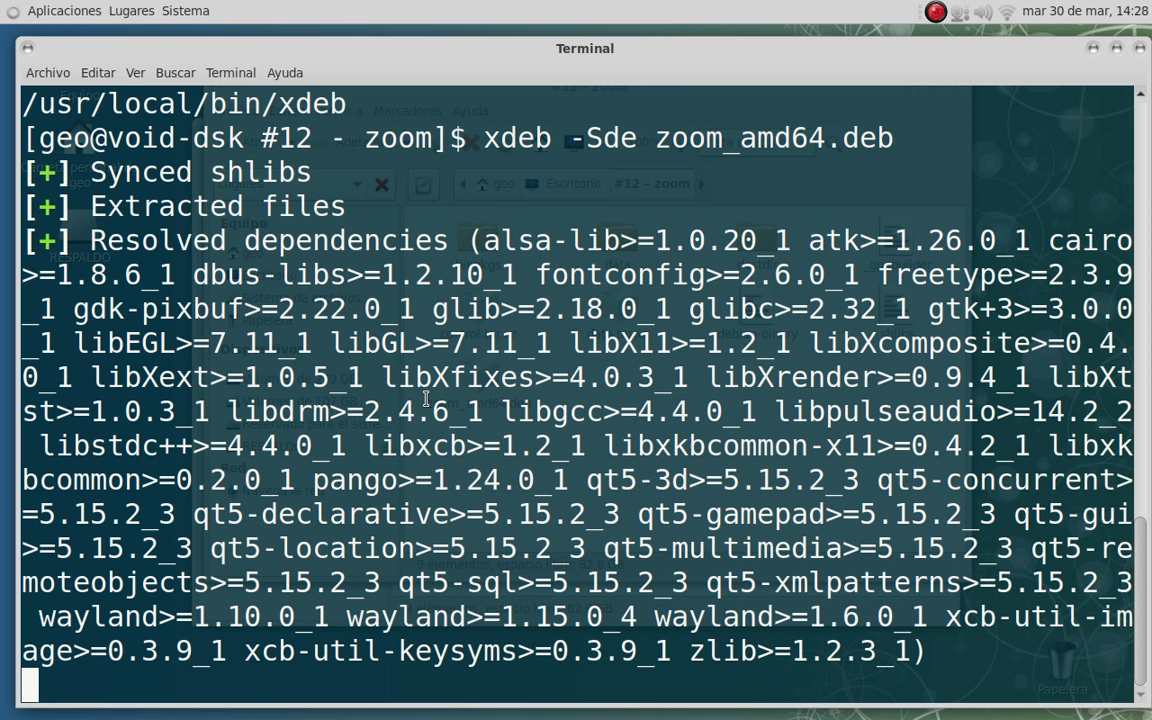 Aplicaciones Lugares Sistema
mar 30 de mar, 14:28
Terminal
Archivo Editar Ver Buscar Terminal Ayuda
/usr/local/bin/xdeb
[geo@void-dsk #12 - zoom]$ xdeb -Sde zoom_amd64.deb
[+] Synced shlibs
[+] Extracted files
[+] Resolved dependencies (alsa-lib>=1.0.20_1 atk>=1.26.0_1 cairo
>=1.8.6_1 dbus-libs>=1.2.10_1 fontconfig>=2.6.0_1 freetype>=2.3.9
_1 gdk-pixbuf>=2.22.0_1 glib>=2.18.0_1 glibc>=2.32_1 gtk+3>=3.0.0
_1 libEGL>=7.11_1 libGL>=7.11_1 libX11>=1.2_1 libXcomposite>=0.4.
0_1 libXext>=1.0.5_1 libXfixes>=4.0.3_1 libXrender>=0.9.4_1 libXt
st>=1.0.3_1 libdrm>=2.4.6_1 libgcc>=4.4.0_1 libpulseaudio>=14.2_2
libstdc++>=4.4.0_1 libxcb>=1.2_1 libxkbcommon-x11>=0.4.2_1 libxk
bcommon>=0.2.0_1 pango>=1.24.0_1 qt5-3d>=5.15.2_3 qt5-concurrent>
=5.15.2_3 qt5-declarative>=5.15.2_3 qt5-gamepad>=5.15.2_3 qt5-gui
>=5.15.2_3 qt5-location>=5.15.2_3 qt5-multimedia>=5.15.2_3 qt5-re
moteobjects>=5.15.2_3 qt5-sql>=5.15.2_3 qt5-xmlpatterns>=5.15.2_3
wayland>=1.10.0_1 wayland>=1.15.0_4 wayland>=1.6.0_1 xcb-util-im
age>=0.3.9_1 xcb-util-keysyms>=0.3.9_1 zlib>=1.2.3_1)
Marcadores Ayuda
geo Escritorio #12 - zoom
RESPALDO
Papelera